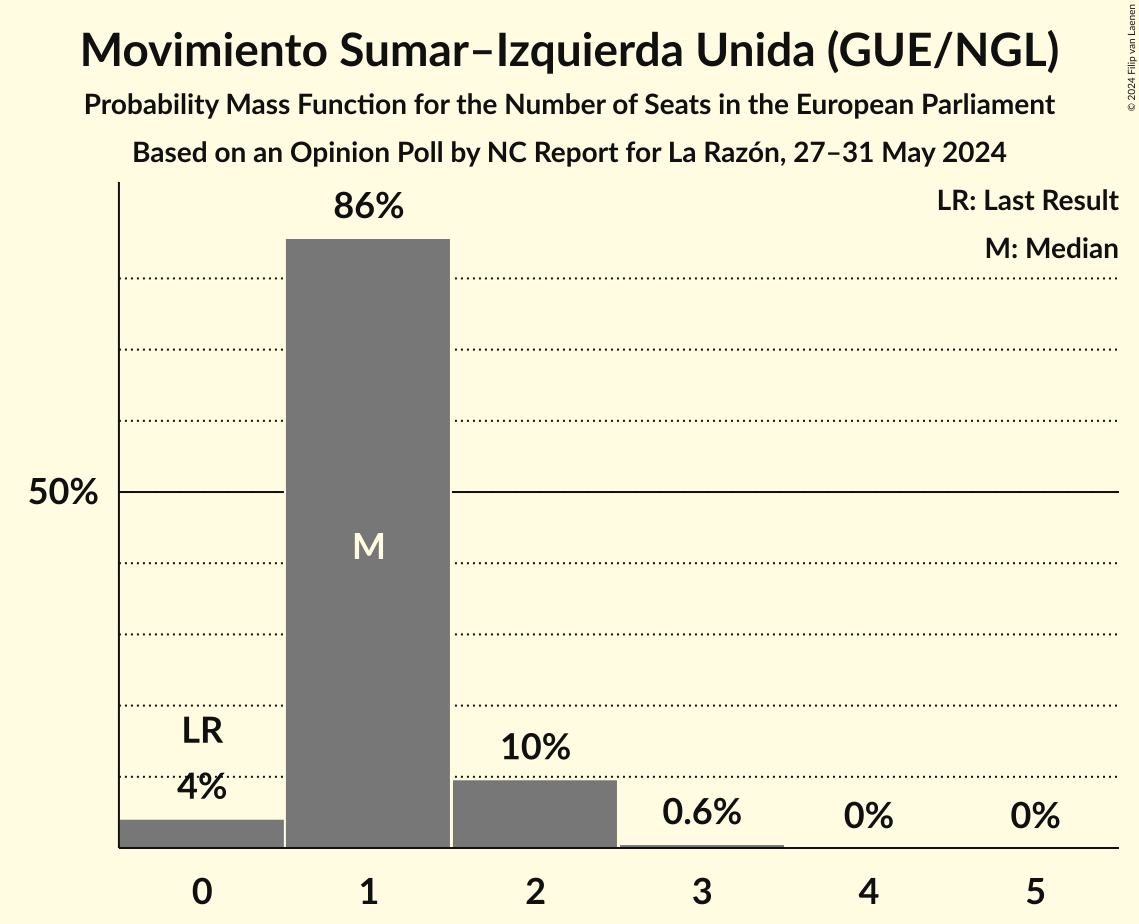 Movimiento Sumar–Izquierda Unida (GUE/NGL)
Probability Mass Function for the Number of Seats in the European Parliament
Based on an Opinion Poll by NC Report for La Razón, 27–31 May 2024
© 2024 Filip van Laenen
LR: Last Result
M: Median
86%
50%
M
LR
4%
10%
0.6%
0%
0%
0 1 2 3 4 5